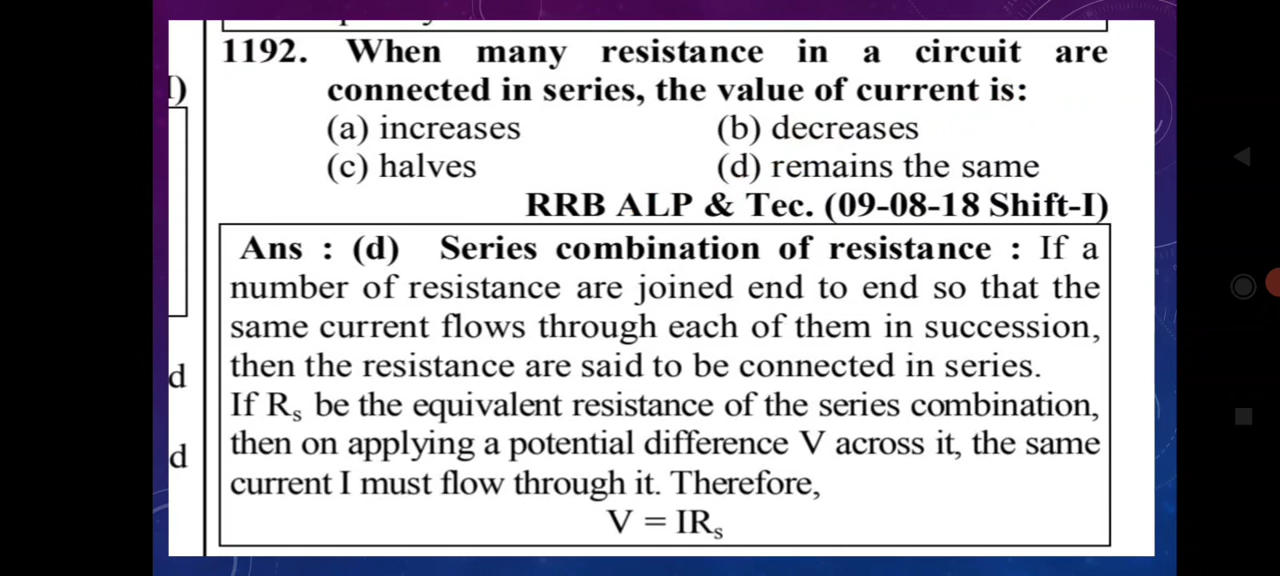 1192. When many resistance in a circuit are
connected in series, the value of current is:
(a) increases (b) decreases
(c) halves (d) remains the same
RRB ALP & Tec. (09-08-18 Shift-I)
Ans : (d) Series combination of resistance : If a
number of resistance are joined end to end so that the
same current flows through each of them in succession,
then the resistance are said to be connected in series.
If Rₛ be the equivalent resistance of the series combination,
then on applying a potential difference V across it, the same
current I must flow through it. Therefore,
V = IRₛ
d
d